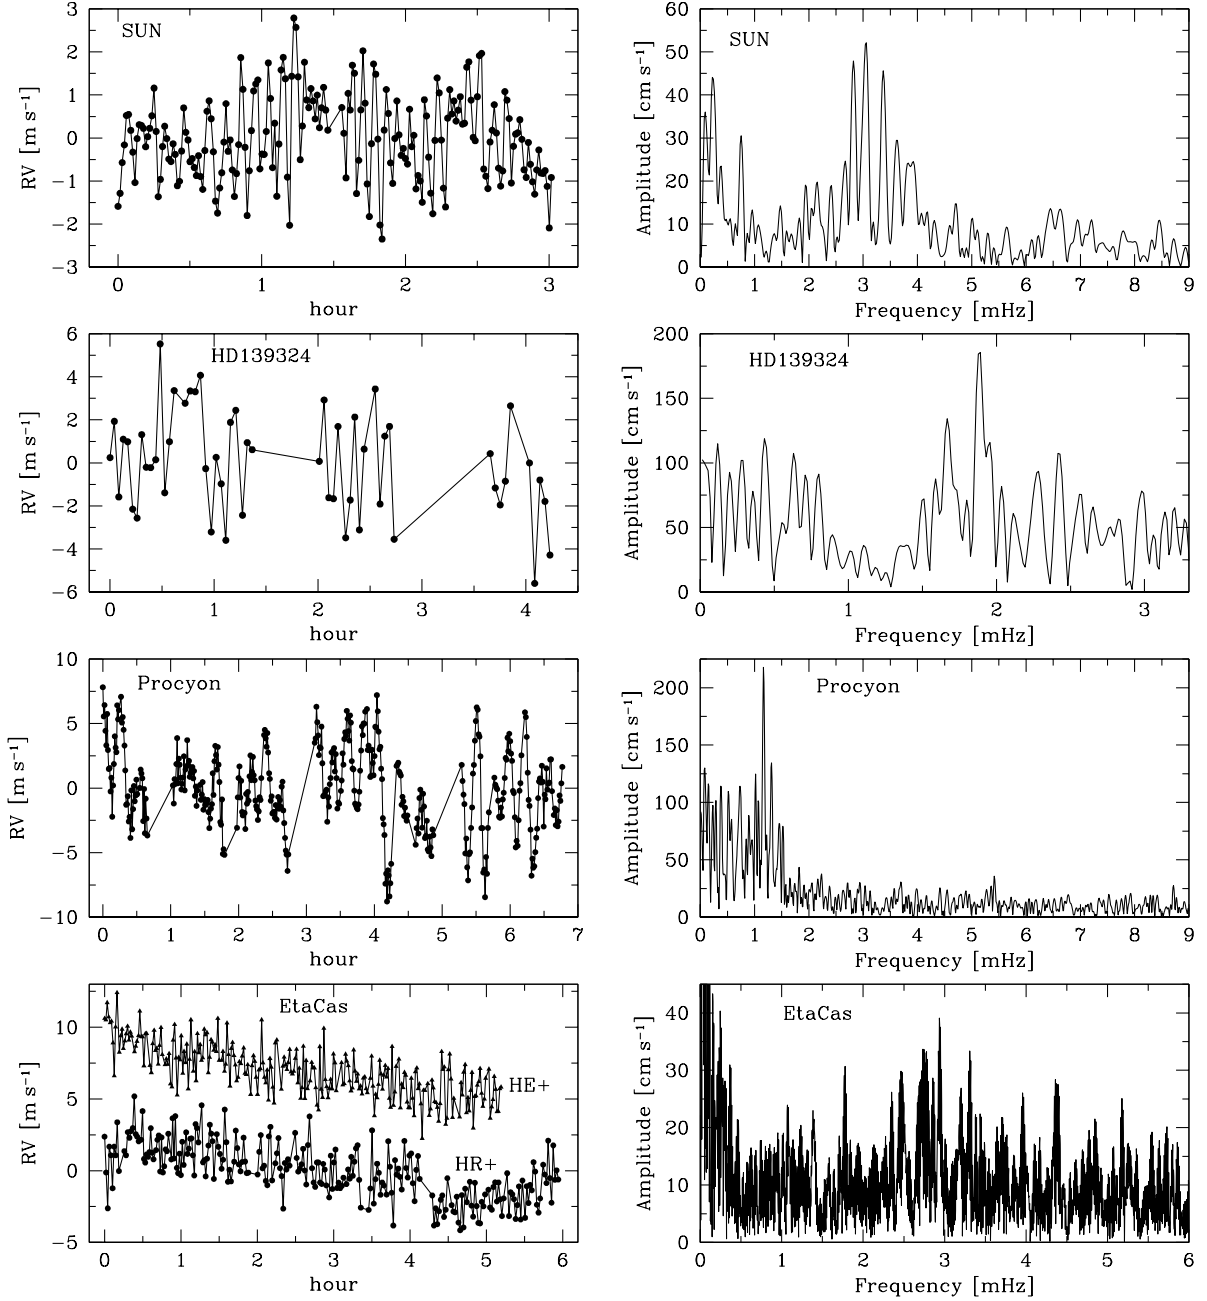 SUN
RV [m s⁻¹]
3
2
1
0
−1
−2
−3
0 1 2 3
hour
SUN
Amplitude [cm s⁻¹]
60
50
40
30
20
10
0
0 1 2 3 4 5 6 7 8 9
Frequency [mHz]
HD139324
RV [m s⁻¹]
6
4
2
0
−2
−4
−6
0 1 2 3 4
hour
HD139324
Amplitude [cm s⁻¹]
200
150
100
50
0
0 1 2 3
Frequency [mHz]
Procyon
RV [m s⁻¹]
10
5
0
−5
−10
0 1 2 3 4 5 6 7
hour
Procyon
Amplitude [cm s⁻¹]
200
150
100
50
0
0 1 2 3 4 5 6 7 8 9
Frequency [mHz]
EtaCas
HE+
HR+
RV [m s⁻¹]
10
5
0
−5
0 1 2 3 4 5 6
hour
EtaCas
Amplitude [cm s⁻¹]
40
30
20
10
0
0 1 2 3 4 5 6
Frequency [mHz]